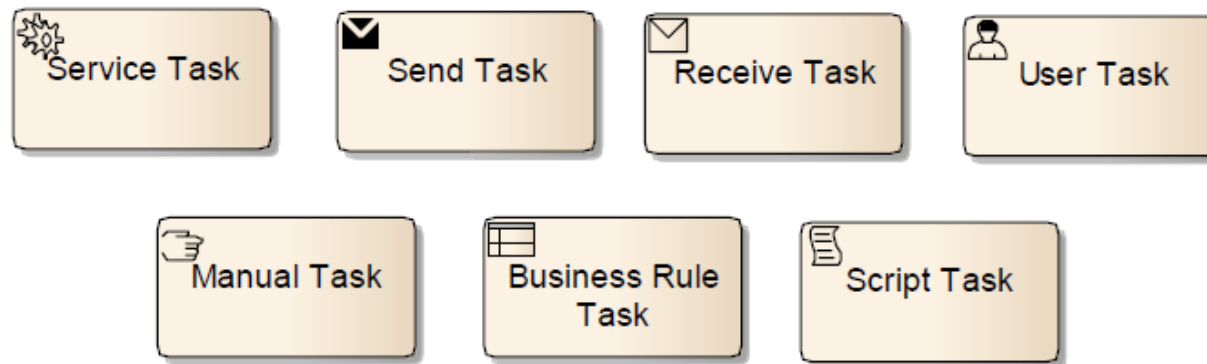 Service Task
Send Task
Receive Task
User Task
Manual Task
Business Rule
Task
Script Task